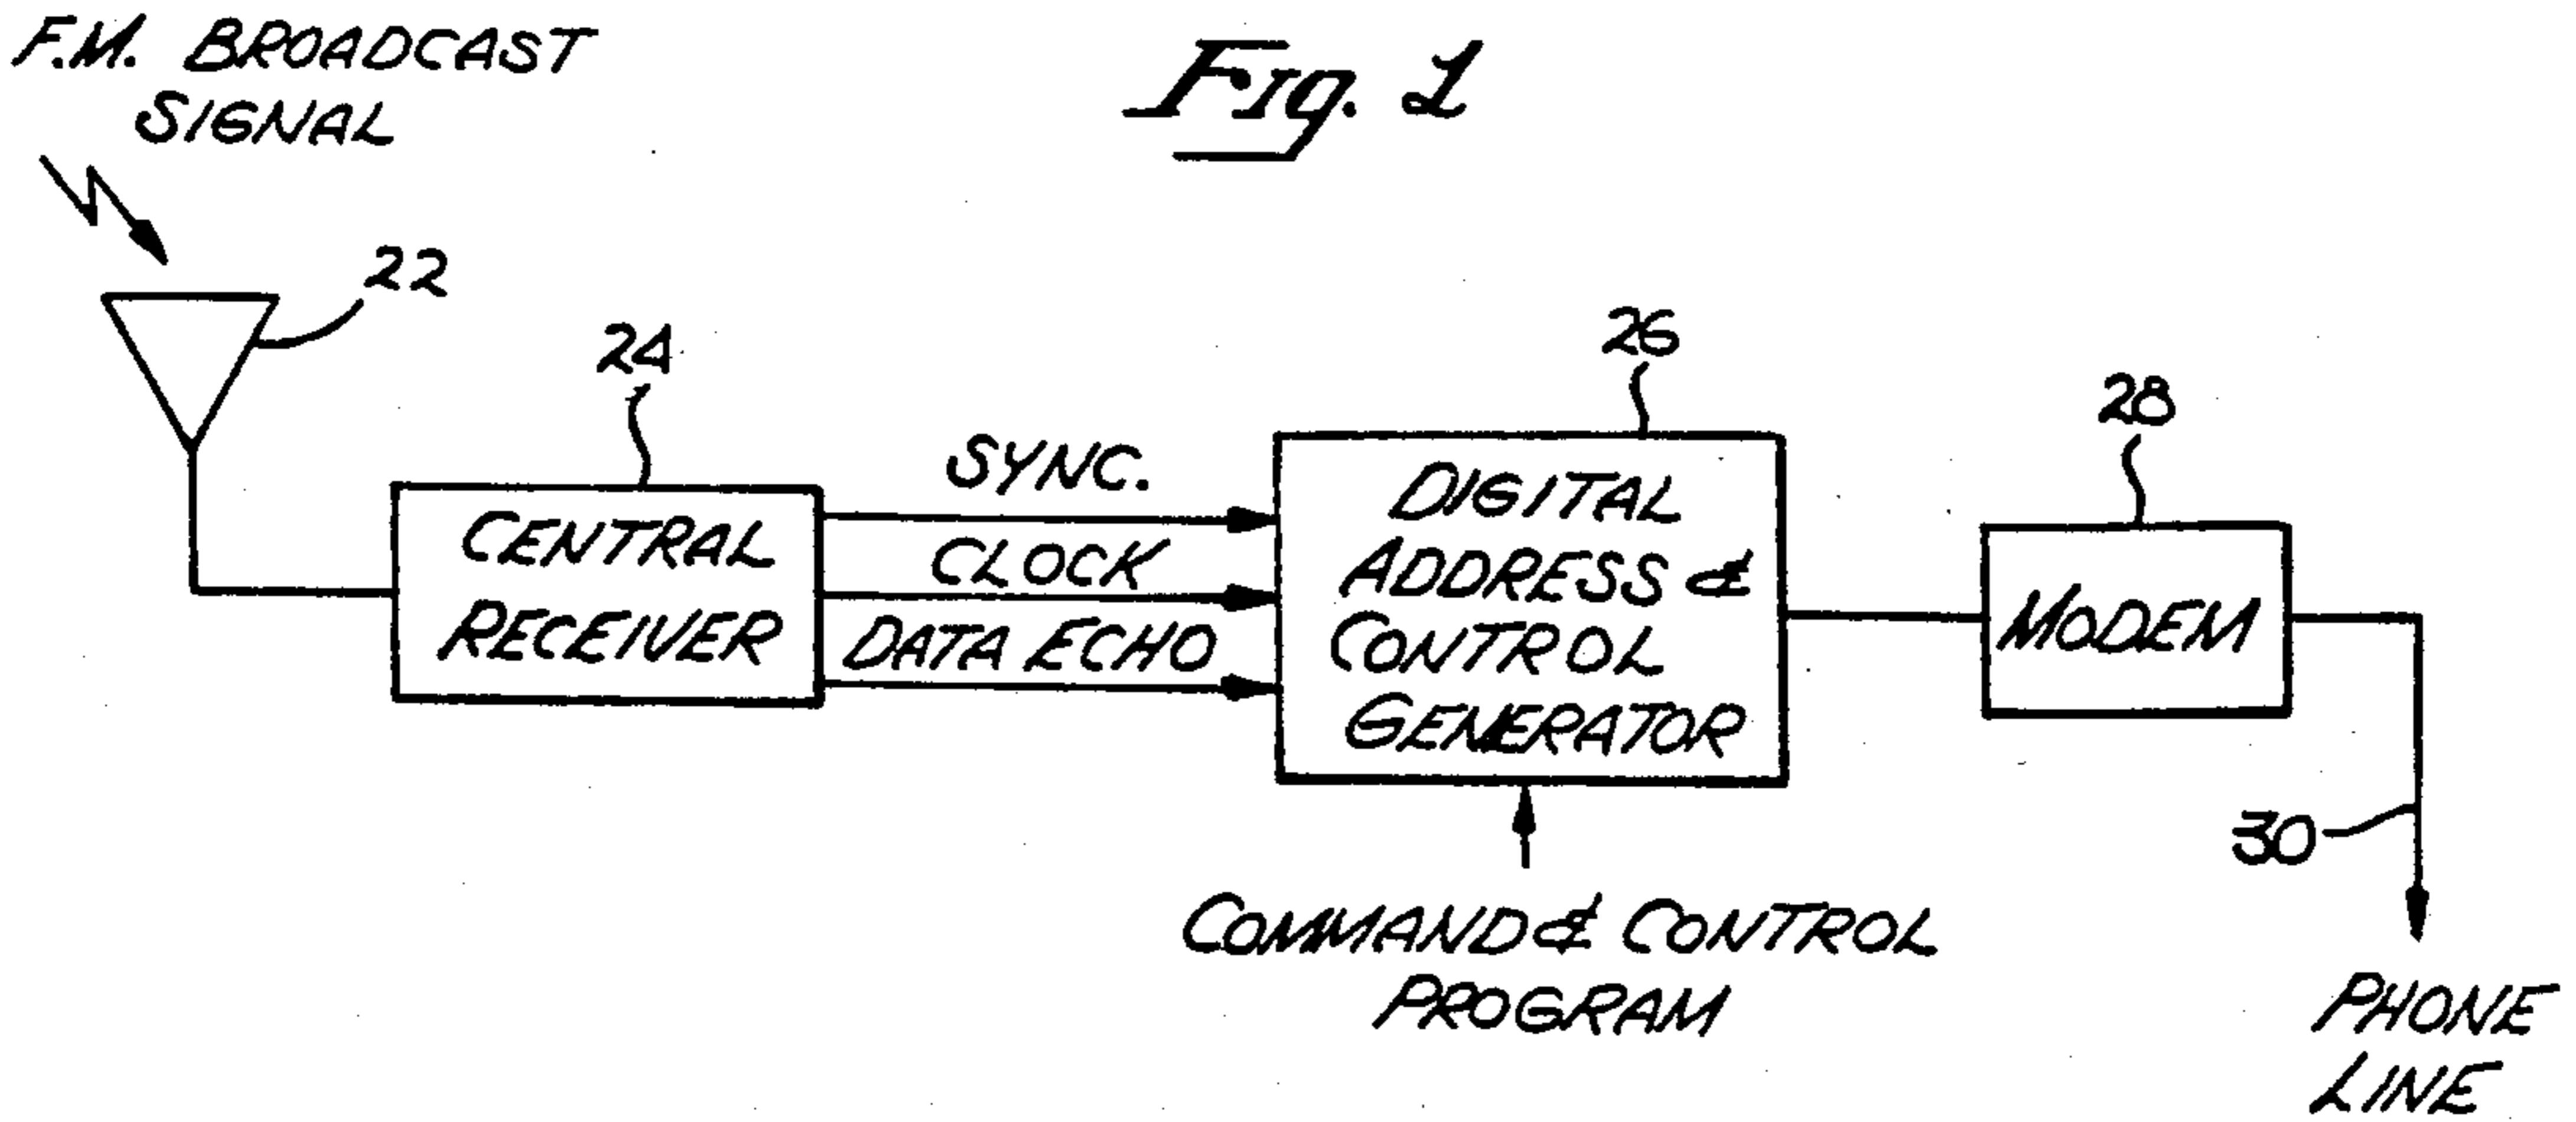 F.M. BROADCAST
SIGNAL
Fig. 1
22
24
26
28
SYNC.
CLOCK
DATA ECHO
CENTRAL
RECEIVER
DIGITAL
ADDRESS &
CONTROL
GENERATOR
MODEM
30
COMMAND & CONTROL
PROGRAM
PHONE
LINE